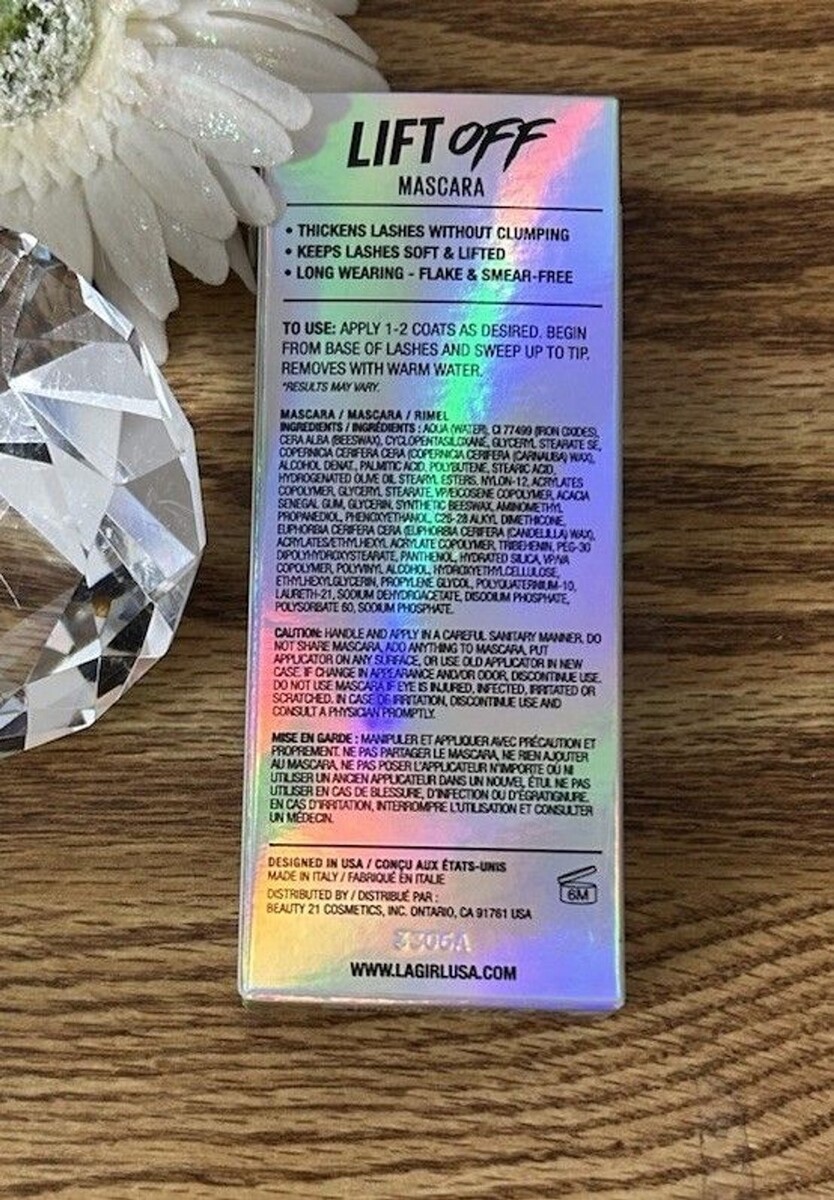 LIFT OFF
MASCARA
• THICKENS LASHES WITHOUT CLUMPING
• KEEPS LASHES SOFT & LIFTED
• LONG WEARING - FLAKE & SMEAR-FREE
TO USE: APPLY 1-2 COATS AS DESIRED. BEGIN
FROM BASE OF LASHES AND SWEEP UP TO TIP.
REMOVES WITH WARM WATER.
*RESULTS MAY VARY.
MASCARA / MASCARA / RIMEL
INGREDIENTS / INGRÉDIENTS : AQUA (WATER), CI 77499 (IRON OXIDES),
CERA ALBA (BEESWAX), CYCLOPENTASILOXANE, GLYCERYL STEARATE SE,
COPERNICIA CERIFERA CERA (COPERNICIA CERIFERA (CARNAUBA) WAX),
ALCOHOL DENAT., PALMITIC ACID, POLYBUTENE, STEARIC ACID,
HYDROGENATED OLIVE OIL STEARYL ESTERS, NYLON-12, ACRYLATES
COPOLYMER, GLYCERYL STEARATE, VP/EICOSENE COPOLYMER, ACACIA
SENEGAL GUM, GLYCERIN, SYNTHETIC BEESWAX, AMINOMETHYL
PROPANEDIOL, PHENOXYETHANOL, C26-28 ALKYL DIMETHICONE,
EUPHORBIA CERIFERA CERA (EUPHORBIA CERIFERA (CANDELILLA) WAX),
ACRYLATES/ETHYLHEXYL ACRYLATE COPOLYMER, TRIBEHENIN, PEG-30
DIPOLYHYDROXYSTEARATE, PANTHENOL, HYDRATED SILICA, VP/VA
COPOLYMER, POLYVINYL ALCOHOL, HYDROXYETHYLCELLULOSE,
ETHYLHEXYLGLYCERIN, PROPYLENE GLYCOL, POLYQUATERNIUM-10,
LAURETH-21, SODIUM DEHYDROACETATE, DISODIUM PHOSPHATE,
POLYSORBATE 60, SODIUM PHOSPHATE.
CAUTION: HANDLE AND APPLY IN A CAREFUL SANITARY MANNER. DO
NOT SHARE MASCARA, ADD ANYTHING TO MASCARA, PUT
APPLICATOR ON ANY SURFACE, OR USE OLD APPLICATOR IN NEW
CASE. IF CHANGE IN APPEARANCE AND/OR ODOR, DISCONTINUE USE.
DO NOT USE MASCARA IF EYE IS INJURED, INFECTED, IRRITATED OR
SCRATCHED. IN CASE OF IRRITATION, DISCONTINUE USE AND
CONSULT A PHYSICIAN PROMPTLY.
MISE EN GARDE : MANIPULER ET APPLIQUER AVEC PRÉCAUTION ET
PROPREMENT. NE PAS PARTAGER LE MASCARA, NE RIEN AJOUTER
AU MASCARA, NE PAS POSER L'APPLICATEUR N'IMPORTE OÙ NI
UTILISER UN ANCIEN APPLICATEUR DANS UN NOUVEL ÉTUI. NE PAS
UTILISER EN CAS DE BLESSURE, D'INFECTION OU D'ÉGRATIGNURE.
EN CAS D'IRRITATION, INTERROMPRE L'UTILISATION ET CONSULTER
UN MÉDECIN.
DESIGNED IN USA / CONÇU AUX ÉTATS-UNIS
MADE IN ITALY / FABRIQUÉ EN ITALIE
6M
DISTRIBUTED BY / DISTRIBUÉ PAR :
BEAUTY 21 COSMETICS, INC. ONTARIO, CA 91761 USA
WWW.LAGIRLUSA.COM